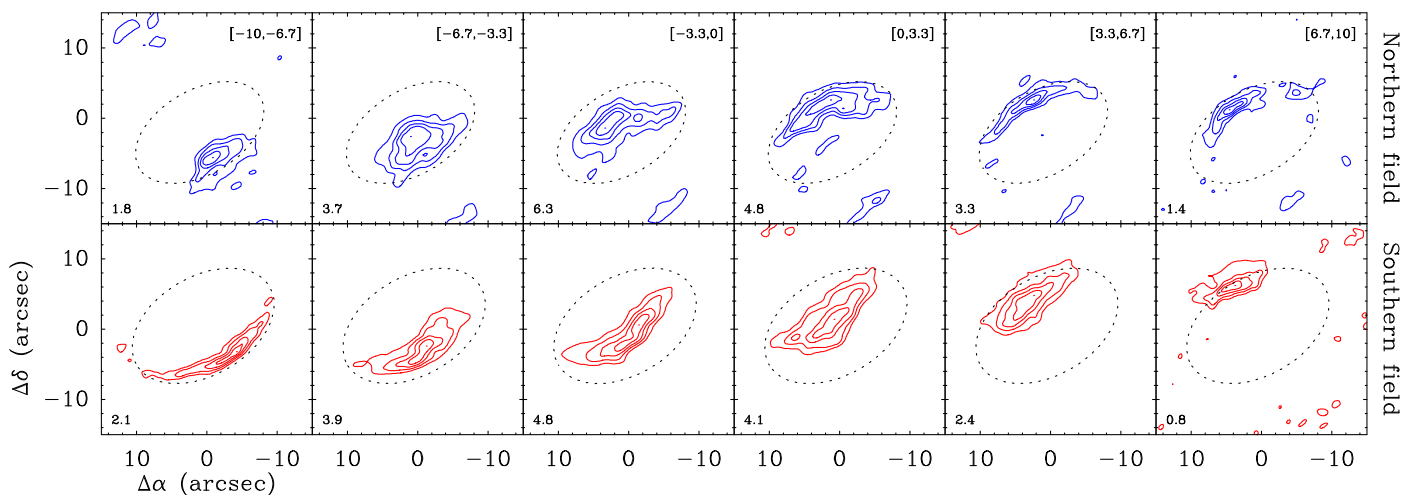 [−10,−6.7] [−6.7,−3.3] [−3.3,0] [0,3.3] [3.3,6.7] [6.7,10]
10
0
−10
1.8 3.7 6.3 4.8 3.3 1.4
Northern field
10
0
−10
2.1 3.9 4.8 4.1 2.4 0.8
Southern field
Δδ (arcsec)
10 0 −10 10 0 −10 10 0 −10 10 0 −10 10 0 −10 10 0 −10
Δα (arcsec)